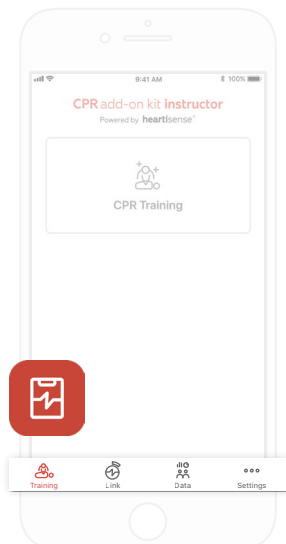 9:41 AM
100%
CPR add-on kit instructor
Powered by heartisense®
CPR Training
Training Link Data Settings